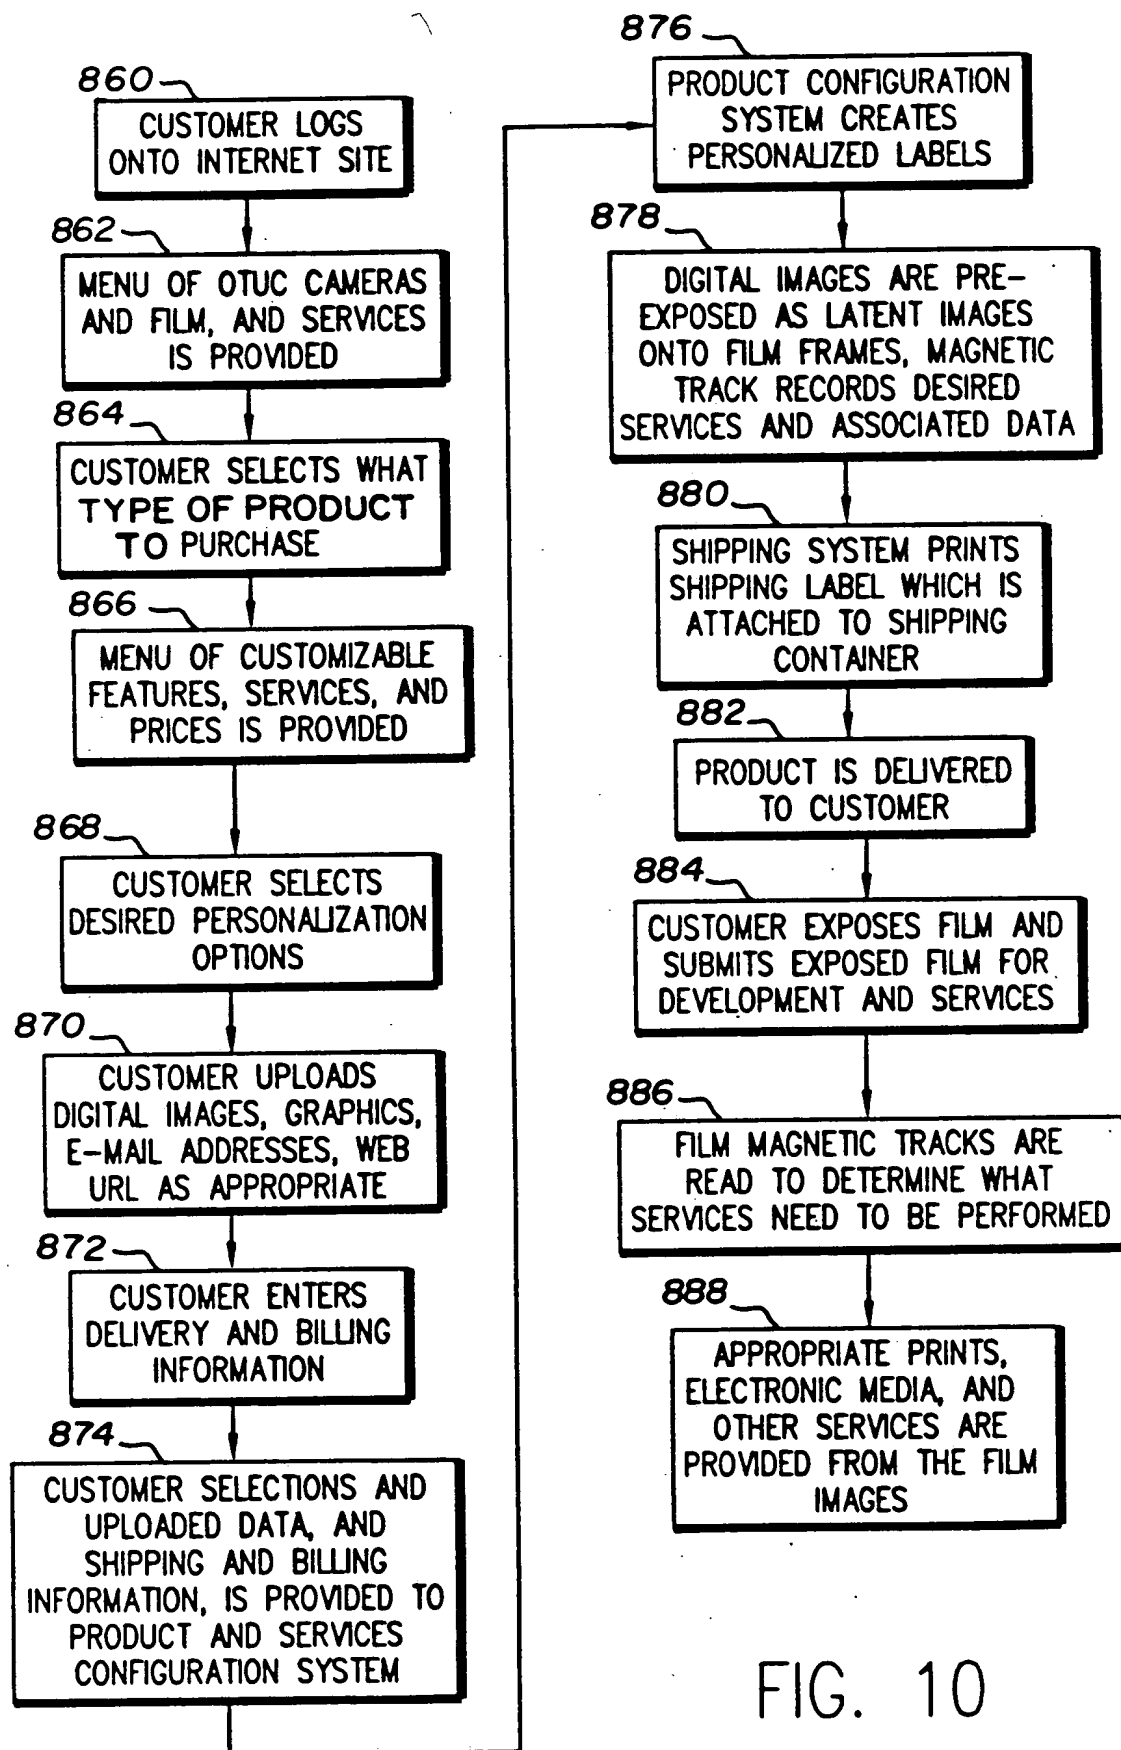 860
CUSTOMER LOGS
ONTO INTERNET SITE
862
MENU OF OTUC CAMERAS
AND FILM, AND SERVICES
IS PROVIDED
864
CUSTOMER SELECTS WHAT
TYPE OF PRODUCT
TO PURCHASE
866
MENU OF CUSTOMIZABLE
FEATURES, SERVICES, AND
PRICES IS PROVIDED
868
CUSTOMER SELECTS
DESIRED PERSONALIZATION
OPTIONS
870
CUSTOMER UPLOADS
DIGITAL IMAGES, GRAPHICS,
E-MAIL ADDRESSES, WEB
URL AS APPROPRIATE
872
CUSTOMER ENTERS
DELIVERY AND BILLING
INFORMATION
874
CUSTOMER SELECTIONS AND
UPLOADED DATA, AND
SHIPPING AND BILLING
INFORMATION, IS PROVIDED TO
PRODUCT AND SERVICES
CONFIGURATION SYSTEM
876
PRODUCT CONFIGURATION
SYSTEM CREATES
PERSONALIZED LABELS
878
DIGITAL IMAGES ARE PRE-
EXPOSED AS LATENT IMAGES
ONTO FILM FRAMES, MAGNETIC
TRACK RECORDS DESIRED
SERVICES AND ASSOCIATED DATA
880
SHIPPING SYSTEM PRINTS
SHIPPING LABEL WHICH IS
ATTACHED TO SHIPPING
CONTAINER
882
PRODUCT IS DELIVERED
TO CUSTOMER
884
CUSTOMER EXPOSES FILM AND
SUBMITS EXPOSED FILM FOR
DEVELOPMENT AND SERVICES
886
FILM MAGNETIC TRACKS ARE
READ TO DETERMINE WHAT
SERVICES NEED TO BE PERFORMED
888
APPROPRIATE PRINTS,
ELECTRONIC MEDIA, AND
OTHER SERVICES ARE
PROVIDED FROM THE FILM
IMAGES
FIG. 10